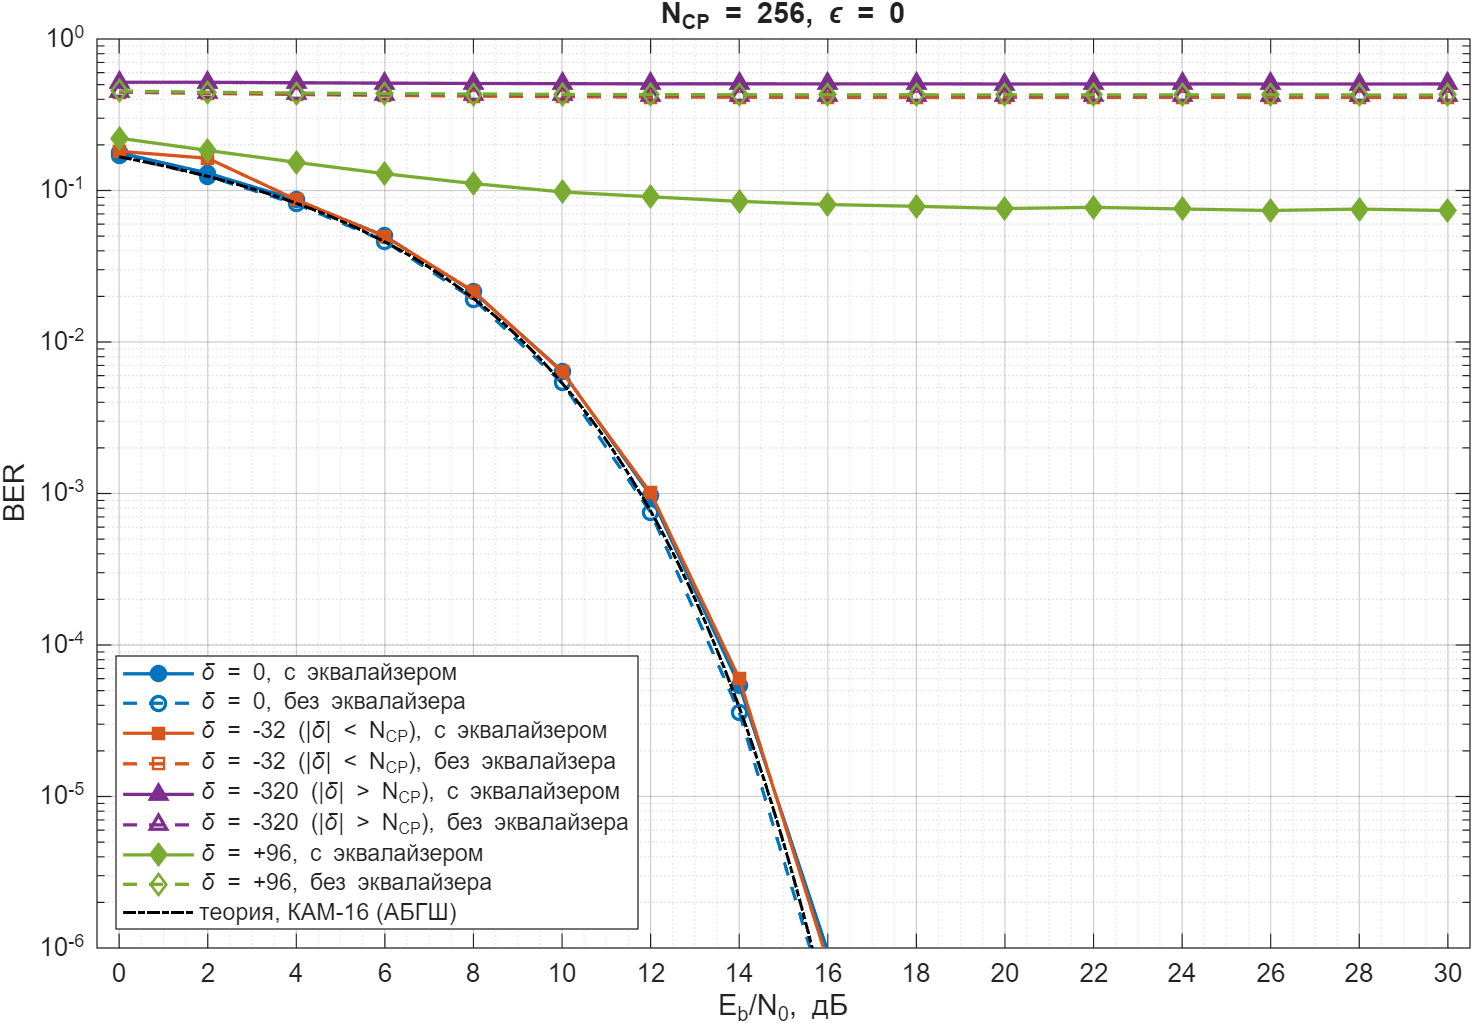 N_CP = 256, ϵ = 0
10^0
10^-1
10^-2
10^-3
10^-4
10^-5
10^-6
BER
δ = 0, с эквалайзером
δ = 0, без эквалайзера
δ = -32 (|δ| < N_CP), с эквалайзером
δ = -32 (|δ| < N_CP), без эквалайзера
δ = -320 (|δ| > N_CP), с эквалайзером
δ = -320 (|δ| > N_CP), без эквалайзера
δ = +96, с эквалайзером
δ = +96, без эквалайзера
теория, КАМ-16 (АБГШ)
0 2 4 6 8 10 12 14 16 18 20 22 24 26 28 30
E_b/N_0, дБ